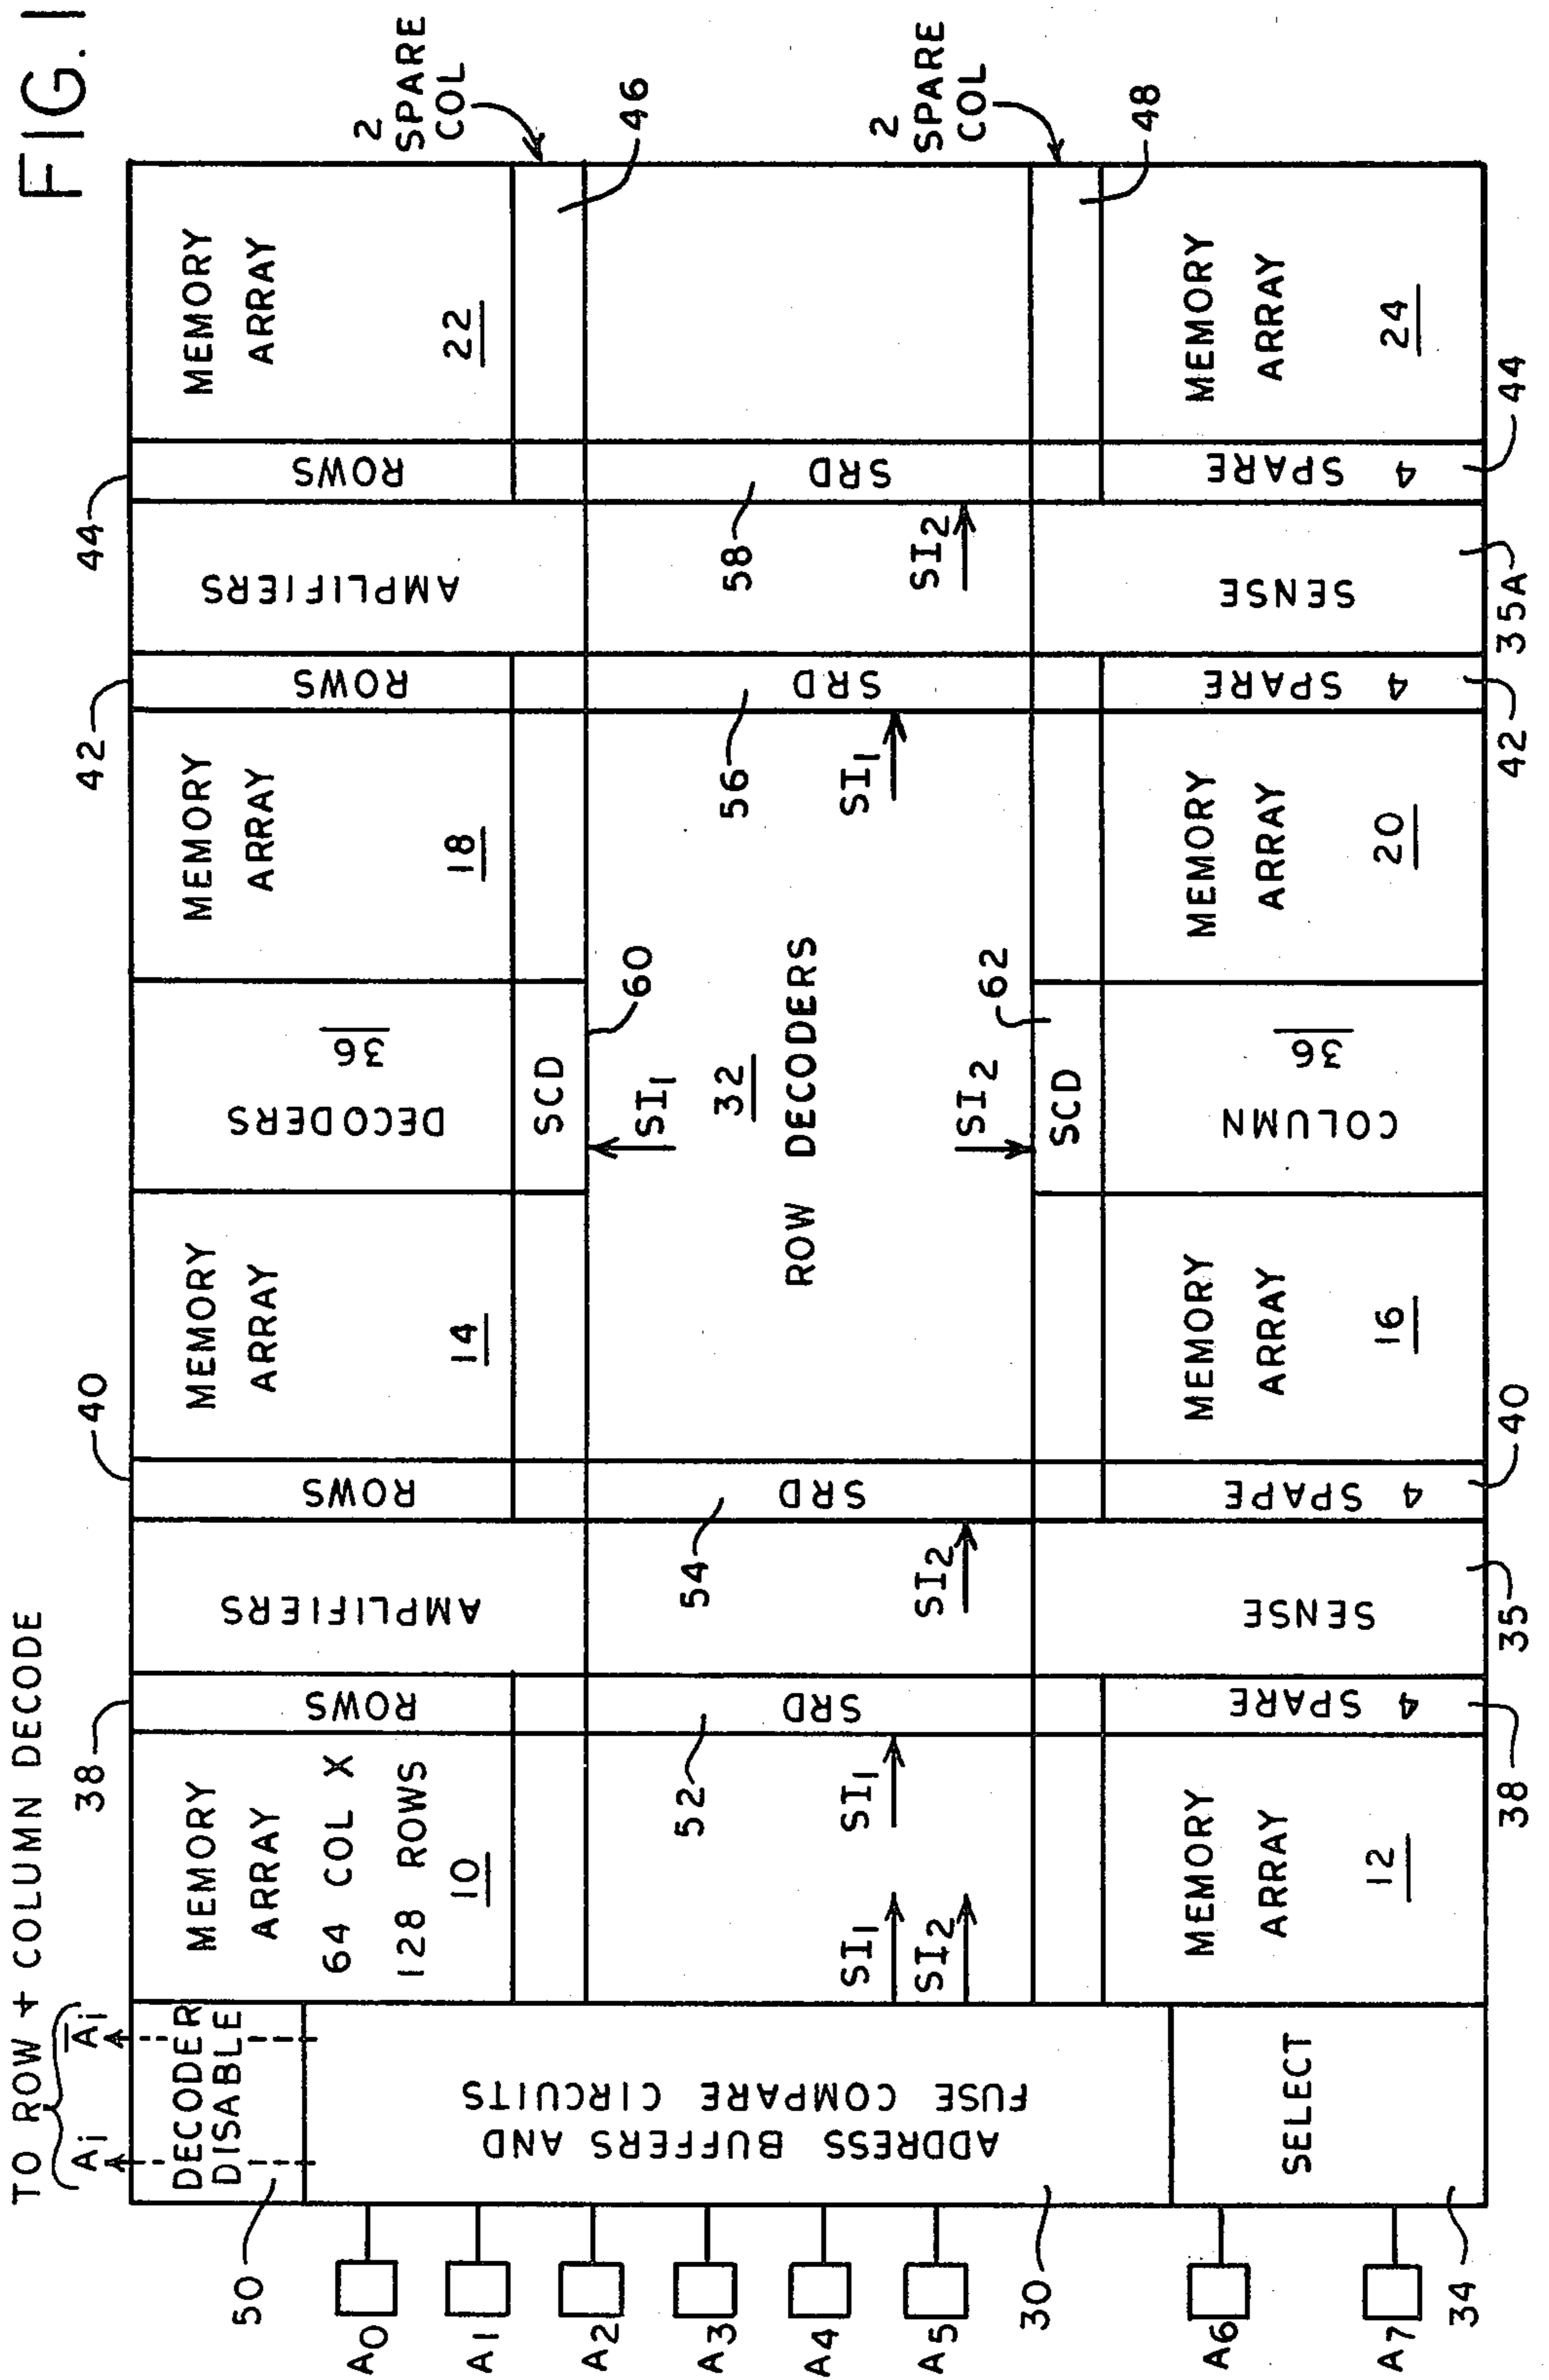 FIG. 1
TO ROW + COLUMN DECODE
Ai
Ai
38
40
42
44
DECODER
DISABLE
50
MEMORY
ARRAY
64 COL X
128 ROWS
10
ROWS
AMPLIFIERS
ROWS
MEMORY
ARRAY
14
DECODERS
36
MEMORY
ARRAY
18
ROWS
AMPLIFIERS
ROWS
MEMORY
ARRAY
22
2
SPARE
COL
46
SCD
60
SI1
A0
A1
A2
A3
A4
A5
A6
A7
ADDRESS BUFFERS AND
FUSE COMPARE CIRCUITS
30
SI1
SI2
52
SI1
SRD
54
SI2
SRD
32
ROW DECODERS
56
SI1
SRD
58
SI2
SRD
SI2
62
SCD
2
SPARE
COL
48
SELECT
34
MEMORY
ARRAY
12
4 SPARE
SENSE
4 SPAPE
MEMORY
ARRAY
16
COLUMN
36
MEMORY
ARRAY
20
4 SPARE
SENSE
4 SPARE
MEMORY
ARRAY
24
38
35
40
42
35A
44